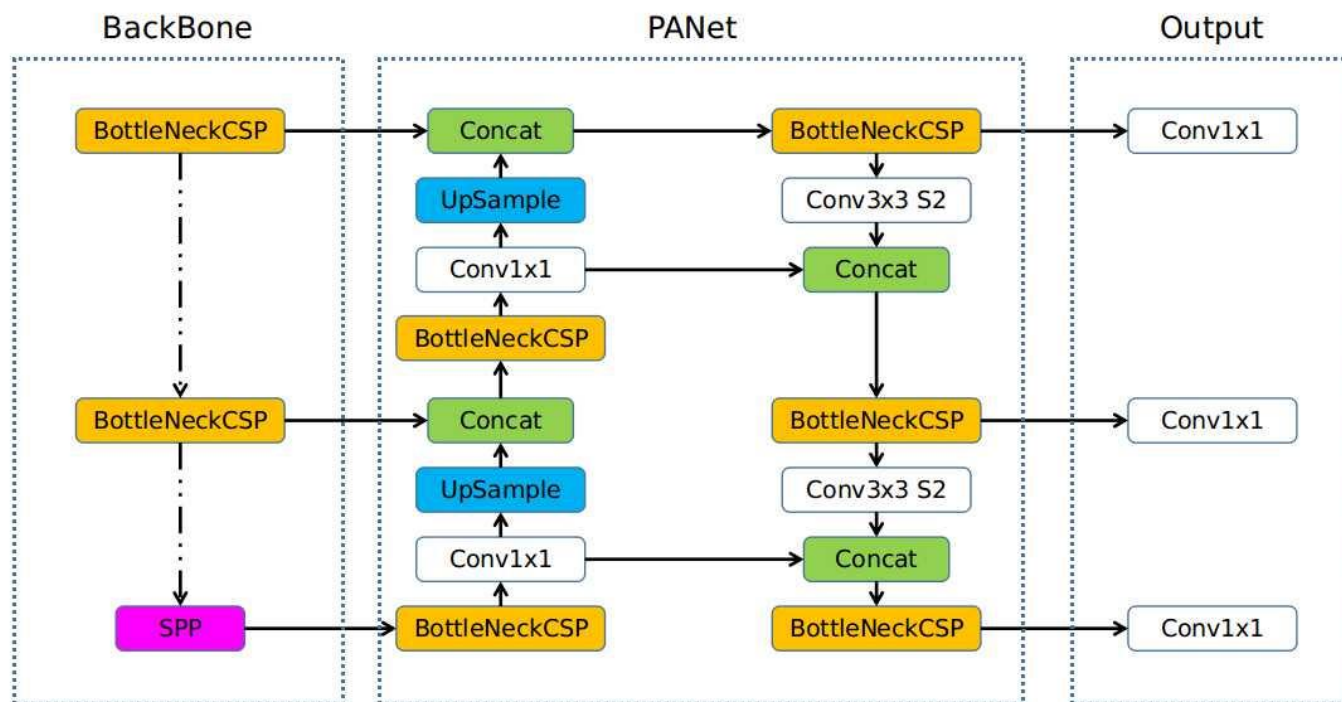 BackBone
PANet
Output
BottleNeckCSP
Concat
BottleNeckCSP
Conv1x1
UpSample
Conv3x3 S2
Conv1x1
Concat
BottleNeckCSP
BottleNeckCSP
Concat
BottleNeckCSP
Conv1x1
UpSample
Conv3x3 S2
Conv1x1
Concat
SPP
BottleNeckCSP
BottleNeckCSP
Conv1x1